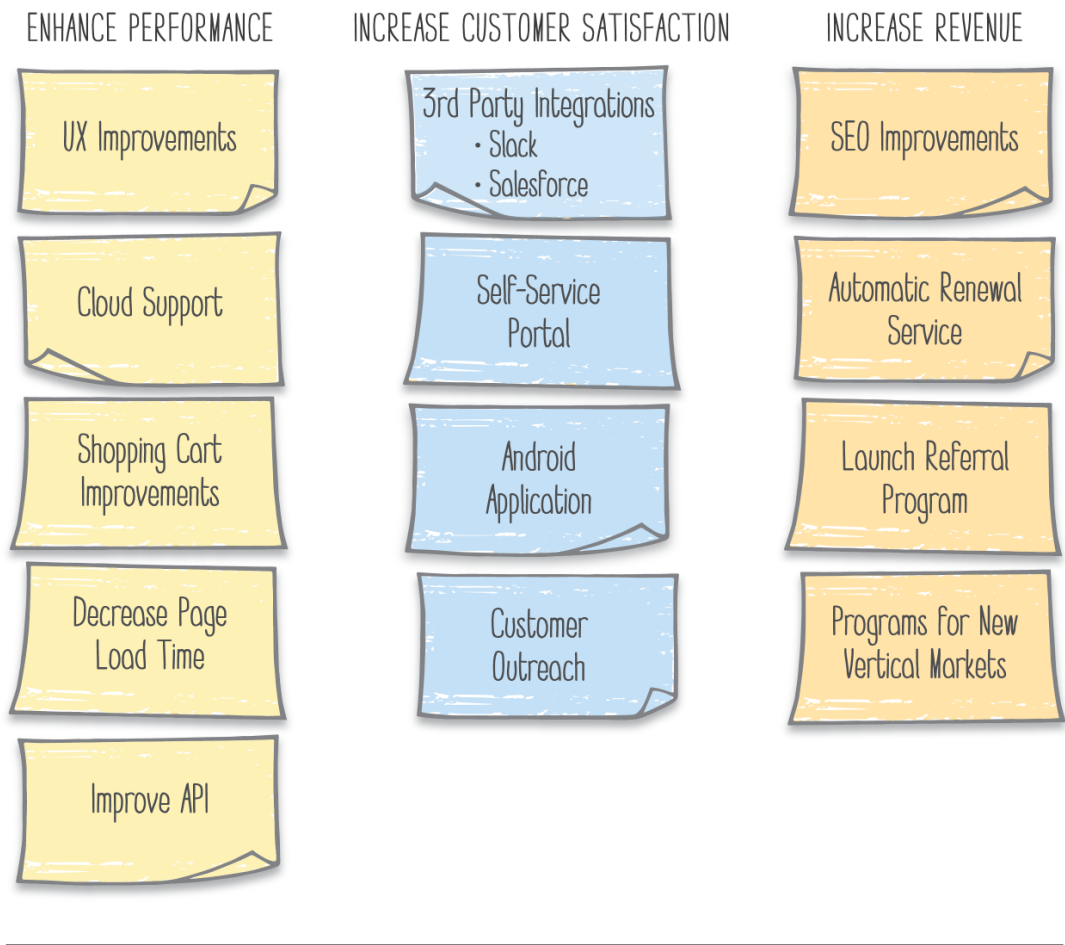 ENHANCE PERFORMANCE
UX Improvements
Cloud Support
Shopping Cart
Improvements
Decrease Page
Load Time
Improve API
INCREASE CUSTOMER SATISFACTION
3rd Party Integrations
• Slack
• Salesforce
Self-Service
Portal
Android
Application
Customer
Outreach
INCREASE REVENUE
SEO Improvements
Automatic Renewal
Service
Launch Referral
Program
Programs for New
Vertical Markets